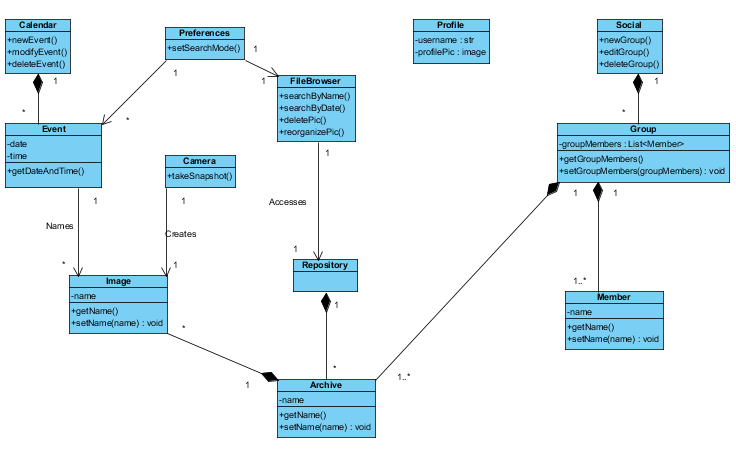 Calendar
+newEvent()
+modifyEvent()
+deleteEvent()
1
*
Preferences
+setSearchMode()
1
1
1
*
Profile
-username : str
-profilePic : image
Social
+newGroup()
+editGroup()
+deleteGroup()
1
*
FileBrowser
+searchByName()
+searchByDate()
+deletePic()
+reorganizePic()
1
Accesses
1
Event
-date
-time
+getDateAndTime()
1
Names
*
Camera
+takeSnapshot()
1
Creates
1
Group
-groupMembers : List<Member>
+getGroupMembers()
+setGroupMembers(groupMembers) : void
1
1
1..*
1..*
Image
-name
+getName()
+setName(name) : void
*
1
Repository
1
*
Member
-name
+getName()
+setName(name) : void
Archive
-name
+getName()
+setName(name) : void